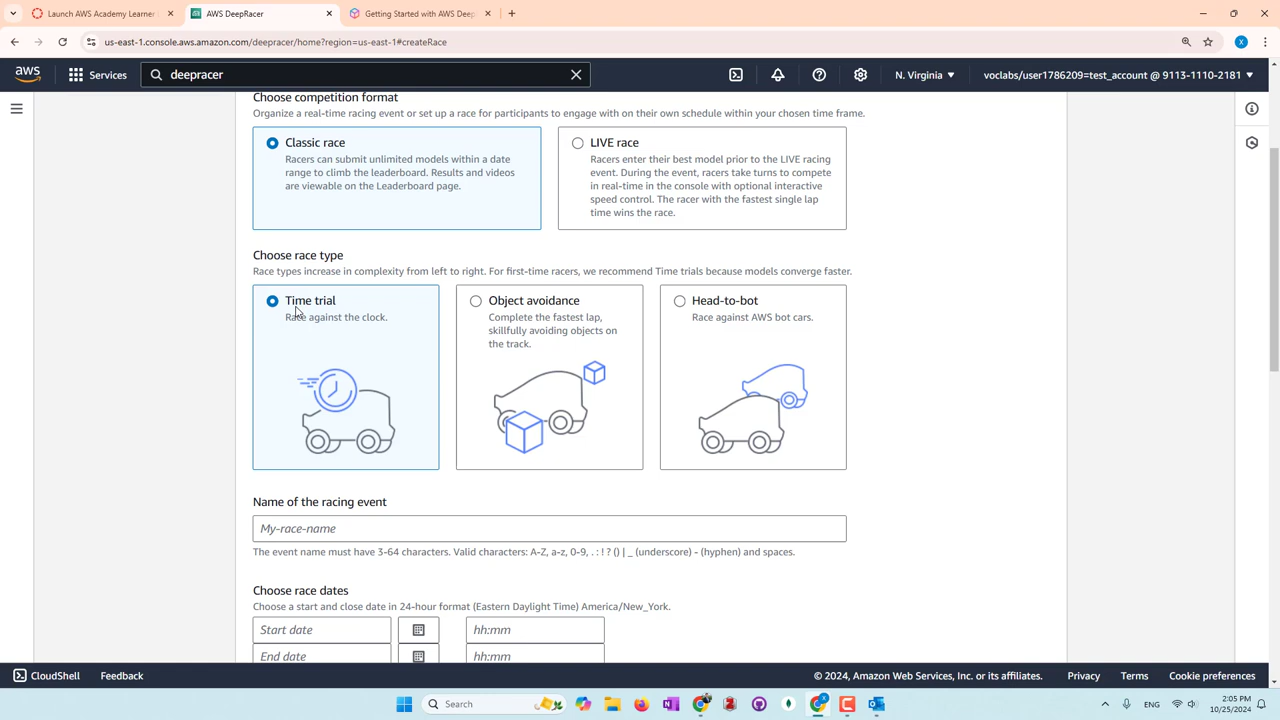 Launch AWS Academy Learner
AWS DeepRacer
Getting Started with AWS Deep
us-east-1.console.aws.amazon.com/deepracer/home?region=us-east-1#createRace
X
aws
Services
deepracer
N. Virginia
voclabs/user1786209=test_account @ 9113-1110-2181
Choose competition format
Organize a real-time racing event or set up a race for participants to engage with on their own schedule within your chosen time frame.
Classic race
Racers can submit unlimited models within a date
range to climb the leaderboard. Results and videos
are viewable on the Leaderboard page.
LIVE race
Racers enter their best model prior to the LIVE racing
event. During the event, racers take turns to compete
in real-time in the console with optional interactive
speed control. The racer with the fastest single lap
time wins the race.
Choose race type
Race types increase in complexity from left to right. For first-time racers, we recommend Time trials because models converge faster.
Time trial
Race against the clock.
Object avoidance
Complete the fastest lap,
skillfully avoiding objects on
the track.
Head-to-bot
Race against AWS bot cars.
Name of the racing event
My-race-name
The event name must have 3-64 characters. Valid characters: A-Z, a-z, 0-9, . : ! ? () | _ (underscore) - (hyphen) and spaces.
Choose race dates
Choose a start and close date in 24-hour format (Eastern Daylight Time) America/New_York.
Start date
hh:mm
End date
hh:mm
CloudShell
Feedback
© 2024, Amazon Web Services, Inc. or its affiliates.
Privacy
Terms
Cookie preferences
Search
ENG
2:05 PM
10/25/2024